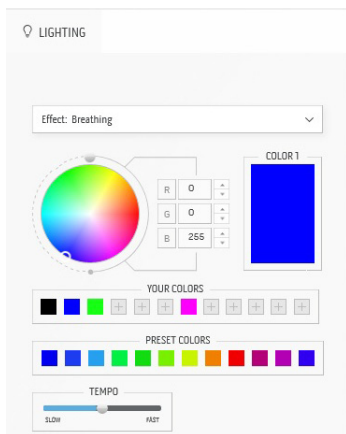 LIGHTING
Effect: Breathing
COLOR 1
R 0
G 0
B 255
YOUR COLORS
PRESET COLORS
TEMPO
SLOW FAST